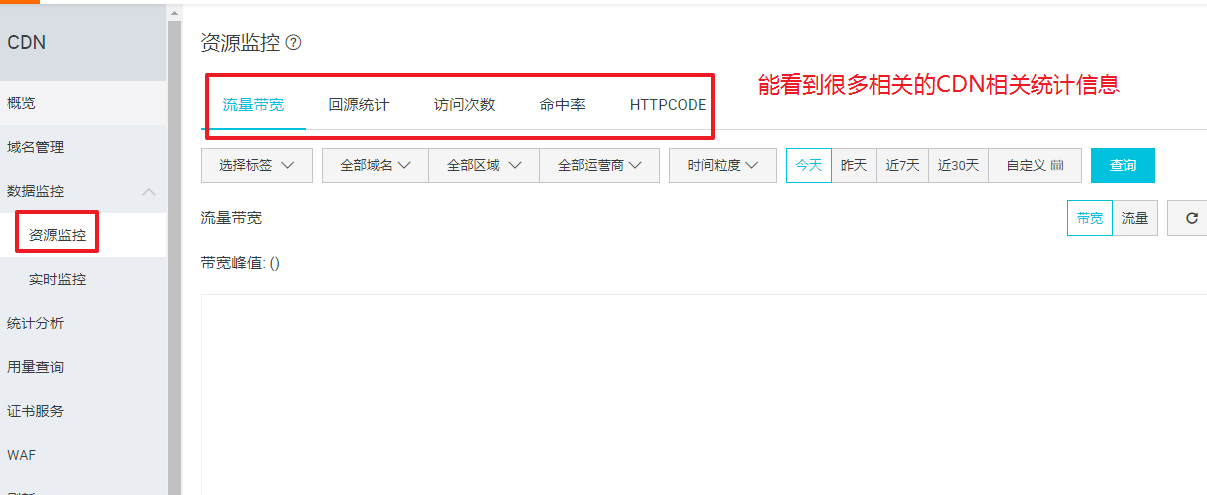 CDN
概览
域名管理
数据监控
资源监控
实时监控
统计分析
用量查询
证书服务
WAF
资源监控
能看到很多相关的CDN相关统计信息
流量带宽 回源统计 访问次数 命中率 HTTPCODE
选择标签 全部域名 全部区域 全部运营商 时间粒度 今天 昨天 近7天 近30天 自定义 查询
流量带宽 带宽 流量
带宽峰值: ()